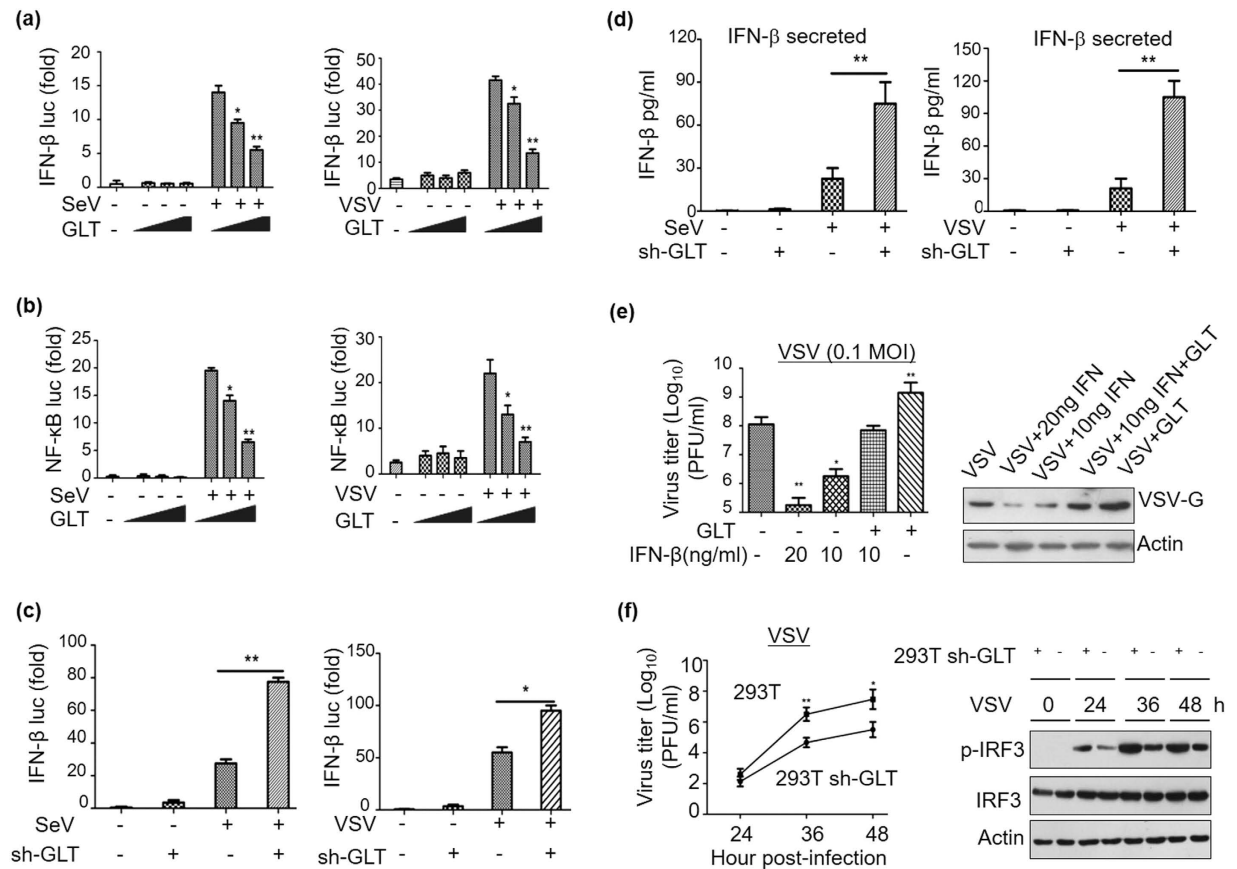 (a)
IFN-β luc (fold)
20
15
10
5
0
* **
SeV - - - - + + +
GLT -
IFN-β luc (fold)
50
40
30
20
10
0
* **
VSV - - - - + + +
GLT -
(b)
NF-κB luc (fold)
25
20
15
10
5
0
* **
SeV - - - - + + +
GLT -
NF-κB luc (fold)
30
20
10
0
* **
VSV - - - - + + +
GLT -
(c)
IFN-β luc (fold)
100
80
60
40
20
0
**
SeV - - + +
sh-GLT - + - +
IFN-β luc (fold)
150
100
50
0
*
VSV - - + +
sh-GLT - + - +
(d)
IFN-β secreted
IFN-β pg/ml
120
90
60
30
0
**
SeV - - + +
sh-GLT - + - +
IFN-β secreted
IFN-β pg/ml
150
120
90
60
30
0
**
VSV - - + +
sh-GLT - + - +
(e)
VSV (0.1 MOI)
Virus titer (Log10)
(PFU/ml)
10
9
8
7
6
5
** * **
GLT - - - + +
IFN-β(ng/ml) - 20 10 10 -
VSV
VSV+20ng IFN
VSV+10ng IFN
VSV+10ng IFN+GLT
VSV+GLT
VSV-G
Actin
(f)
VSV
Virus titer (Log10)
(PFU/ml)
10
8
6
4
2
0
** *
293T
293T sh-GLT
24 36 48
Hour post-infection
293T sh-GLT + - + - + - + -
VSV 0 24 36 48 h
p-IRF3
IRF3
Actin